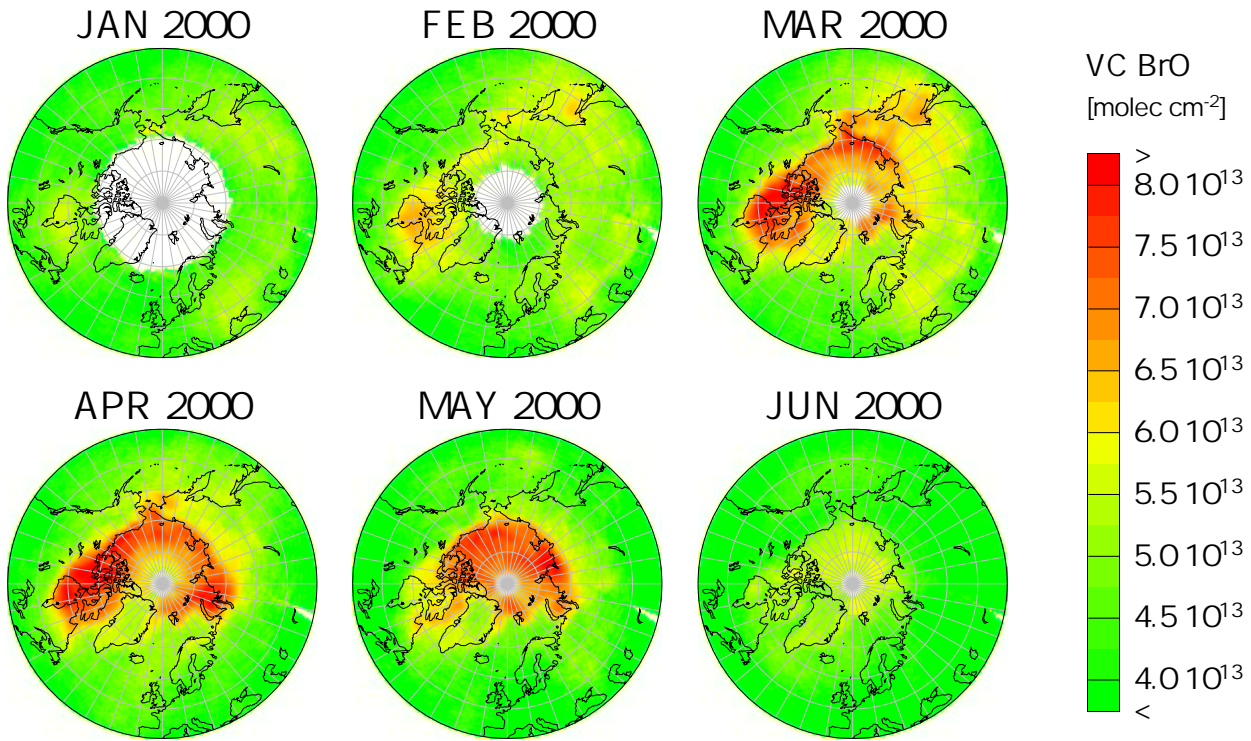 JAN 2000
FEB 2000
MAR 2000
VC BrO
[molec cm-2]
>
8.0 10^13
7.5 10^13
7.0 10^13
6.5 10^13
6.0 10^13
5.5 10^13
5.0 10^13
4.5 10^13
4.0 10^13
<
APR 2000
MAY 2000
JUN 2000